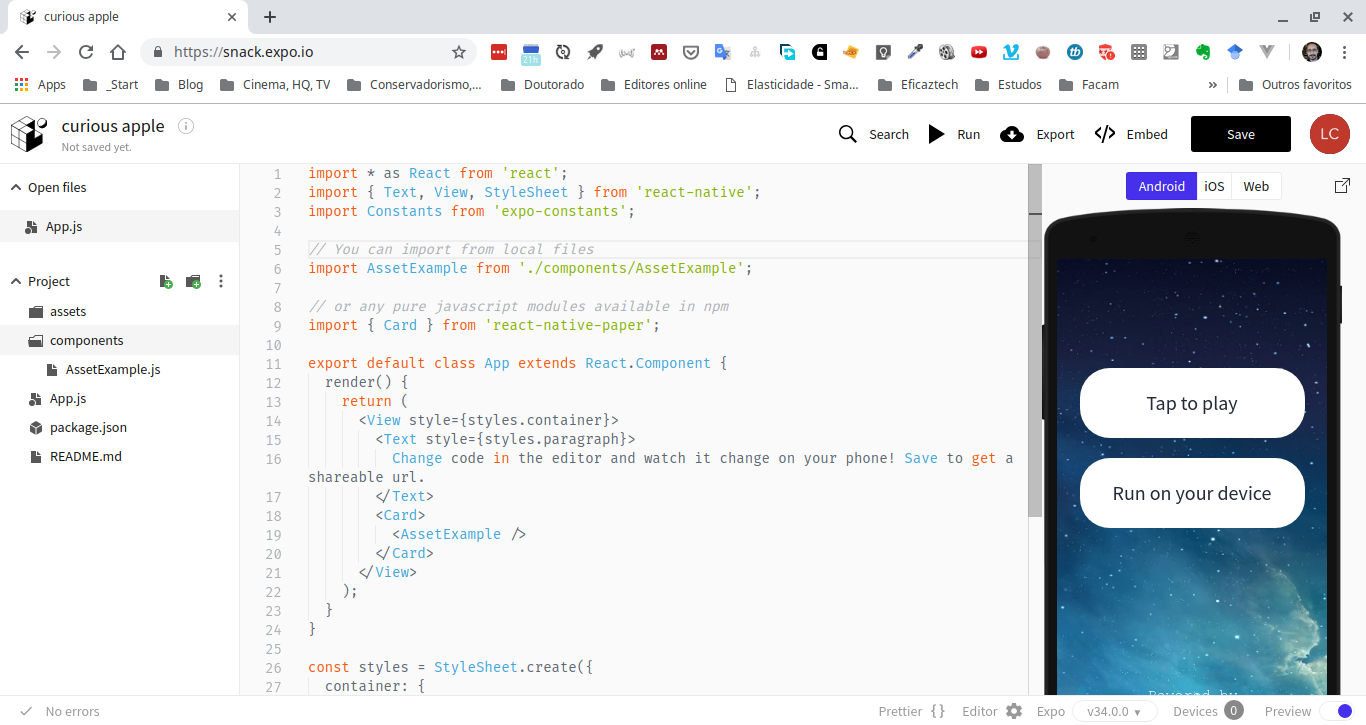 curious apple
https://snack.expo.io
21h
Apps
_Start
Blog
Cinema, HQ, TV
Conservadorismo,...
Doutorado
Editores online
Elasticidade - Sma...
Eficaztech
Estudos
Facam
»
Outros favoritos
curious apple
Not saved yet.
Search
Run
Export
Embed
Save
LC
Open files
App.js
Project
assets
components
AssetExample.js
App.js
package.json
README.md
1 import * as React from 'react';
2 import { Text, View, StyleSheet } from 'react-native';
3 import Constants from 'expo-constants';
4
5 // You can import from local files
6 import AssetExample from './components/AssetExample';
7
8 // or any pure javascript modules available in npm
9 import { Card } from 'react-native-paper';
10
11 export default class App extends React.Component {
12 render() {
13 return (
14 <View style={styles.container}>
15 <Text style={styles.paragraph}>
16 Change code in the editor and watch it change on your phone! Save to get a
shareable url.
17 </Text>
18 <Card>
19 <AssetExample />
20 </Card>
21 </View>
22 );
23 }
24 }
25
26 const styles = StyleSheet.create({
27 container: {
Android
iOS
Web
Tap to play
Run on your device
Powered by
No errors
Prettier {}
Editor
Expo
v34.0.0
Devices
0
Preview